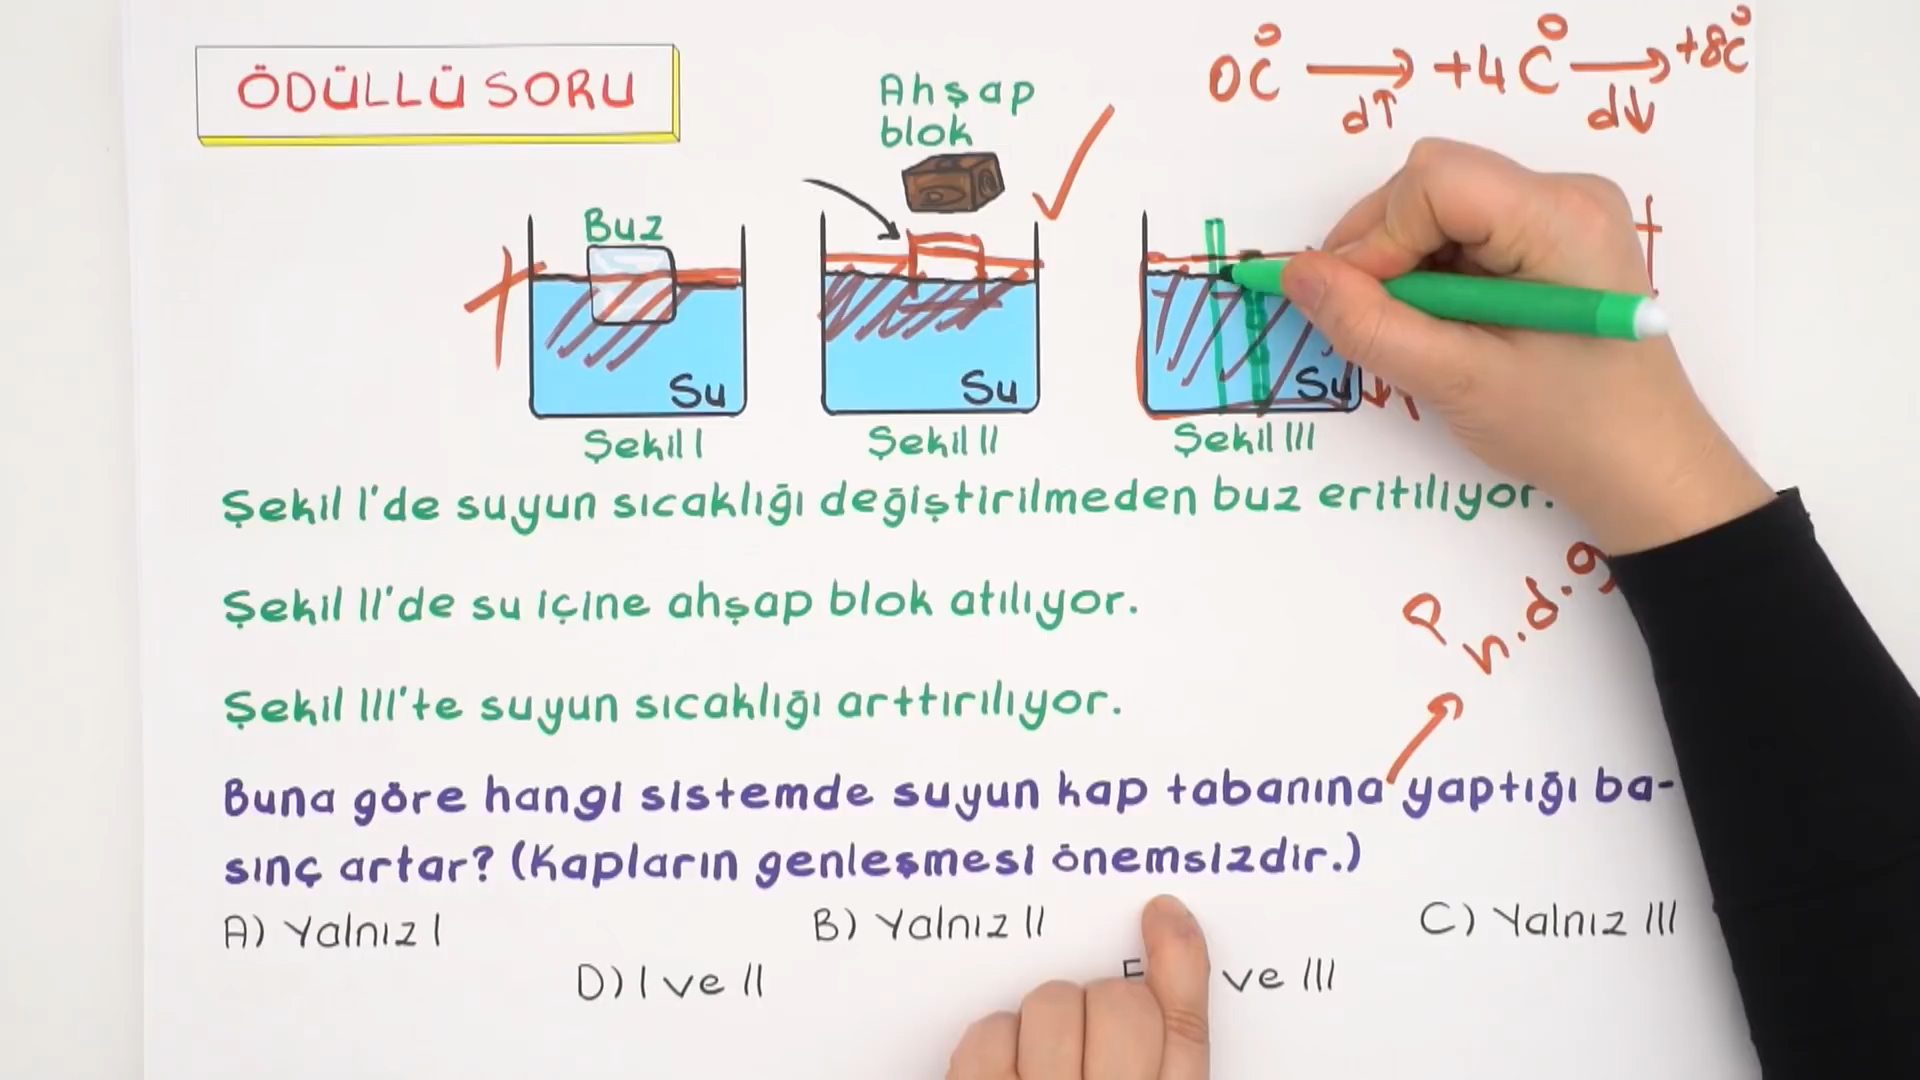 ÖDÜLLÜ SORU
0°C → +4°C → +8°C
d↑ d↓
Ahşap
blok
Buz
Su
Su
Su
Şekil I
Şekil II
Şekil III
Şekil I'de suyun sıcaklığı değiştirilmeden buz eritiliyor.
Şekil II'de su içine ahşap blok atılıyor.
Şekil III'te suyun sıcaklığı arttırılıyor.
P
h.d.g
Buna göre hangi sistemde suyun kap tabanına yaptığı ba-
sınç artar? (Kapların genleşmesi önemsizdir.)
A) Yalnız I
B) Yalnız II
C) Yalnız III
D) I ve II
ve III